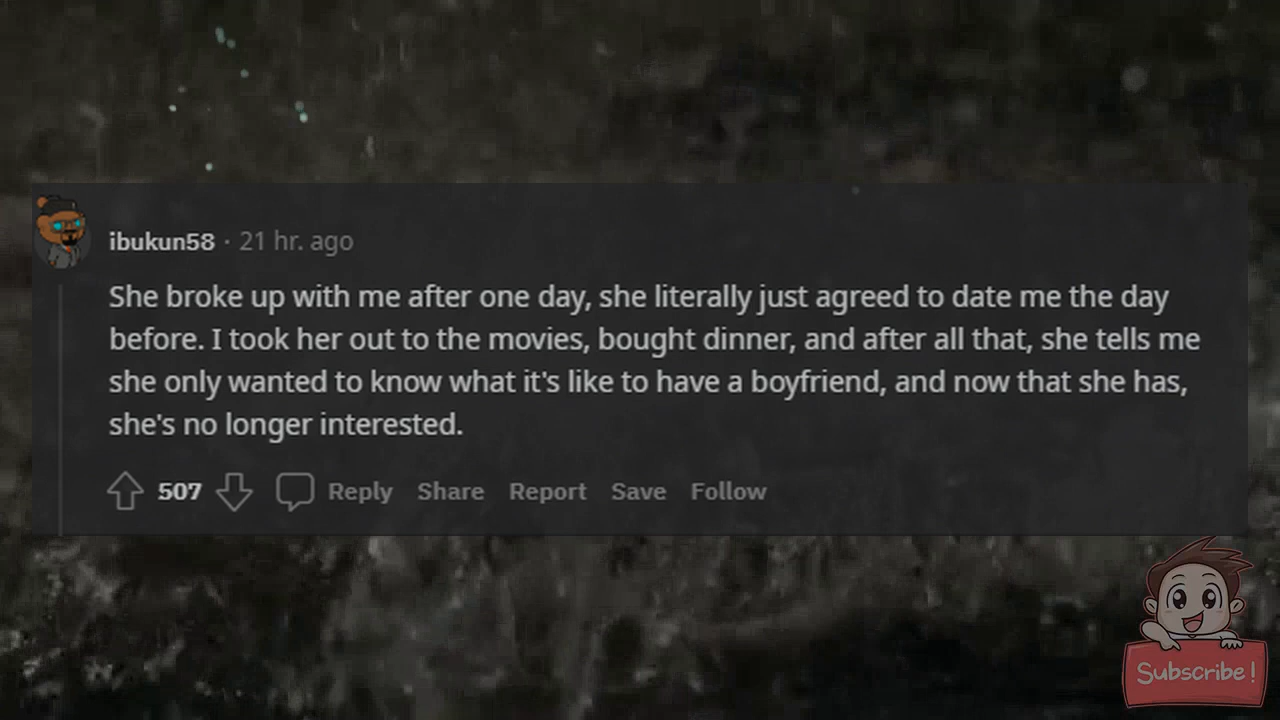 ibukun58 · 21 hr. ago
She broke up with me after one day, she literally just agreed to date me the day
before. I took her out to the movies, bought dinner, and after all that, she tells me
she only wanted to know what it's like to have a boyfriend, and now that she has,
she's no longer interested.
507 Reply Share Report Save Follow
Subscribe!